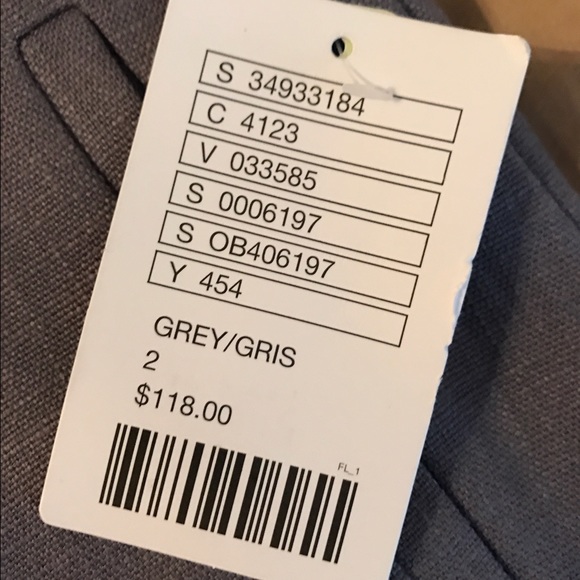 S 34933184
C 4123
V 033585
S 0006197
S OB406197
Y 454
GREY/GRIS
2
$118.00
FL_1